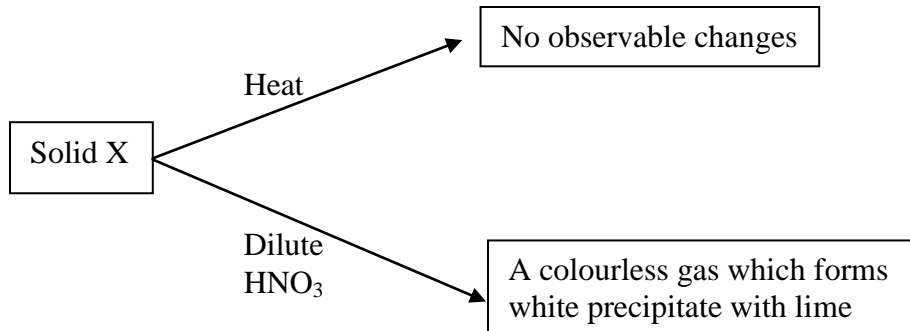 No observable changes
Heat
Solid X
Dilute
HNO₃
A colourless gas which forms
white precipitate with lime